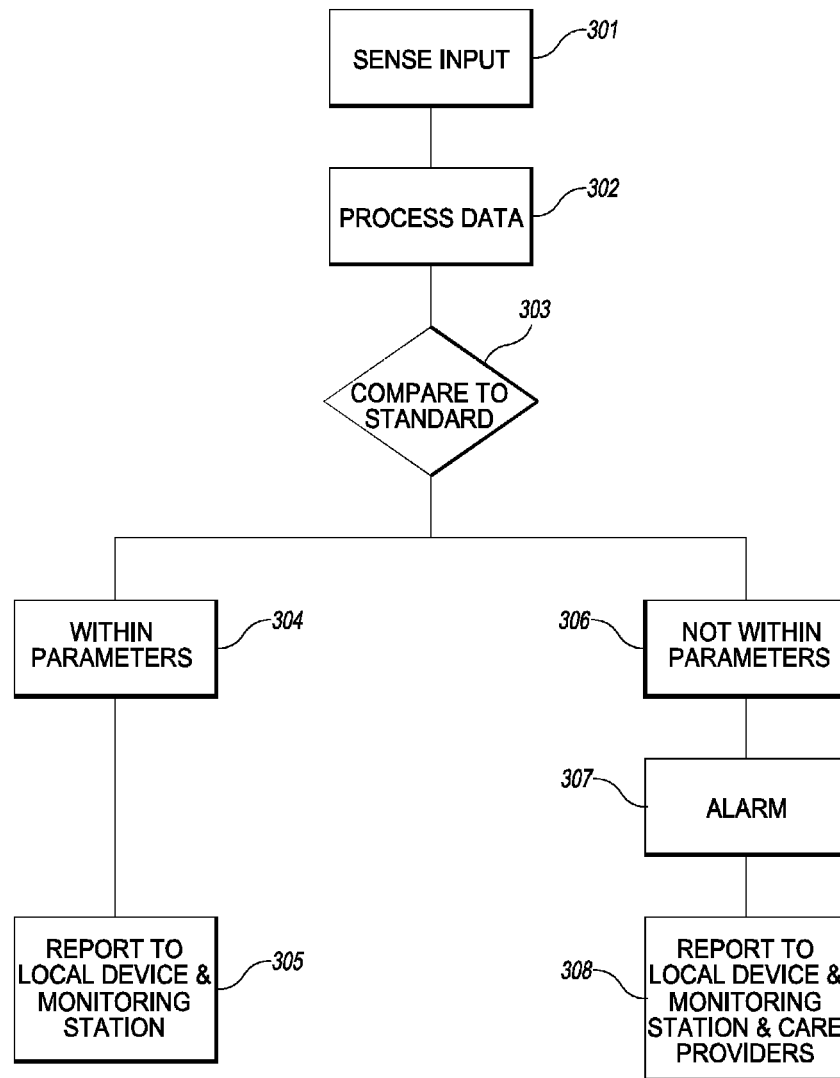 SENSE INPUT
301
PROCESS DATA
302
303
COMPARE TO
STANDARD
WITHIN
PARAMETERS
304
306
NOT WITHIN
PARAMETERS
307
ALARM
REPORT TO
LOCAL DEVICE &
MONITORING
STATION
305
308
REPORT TO
LOCAL DEVICE &
MONITORING
STATION & CARE
PROVIDERS